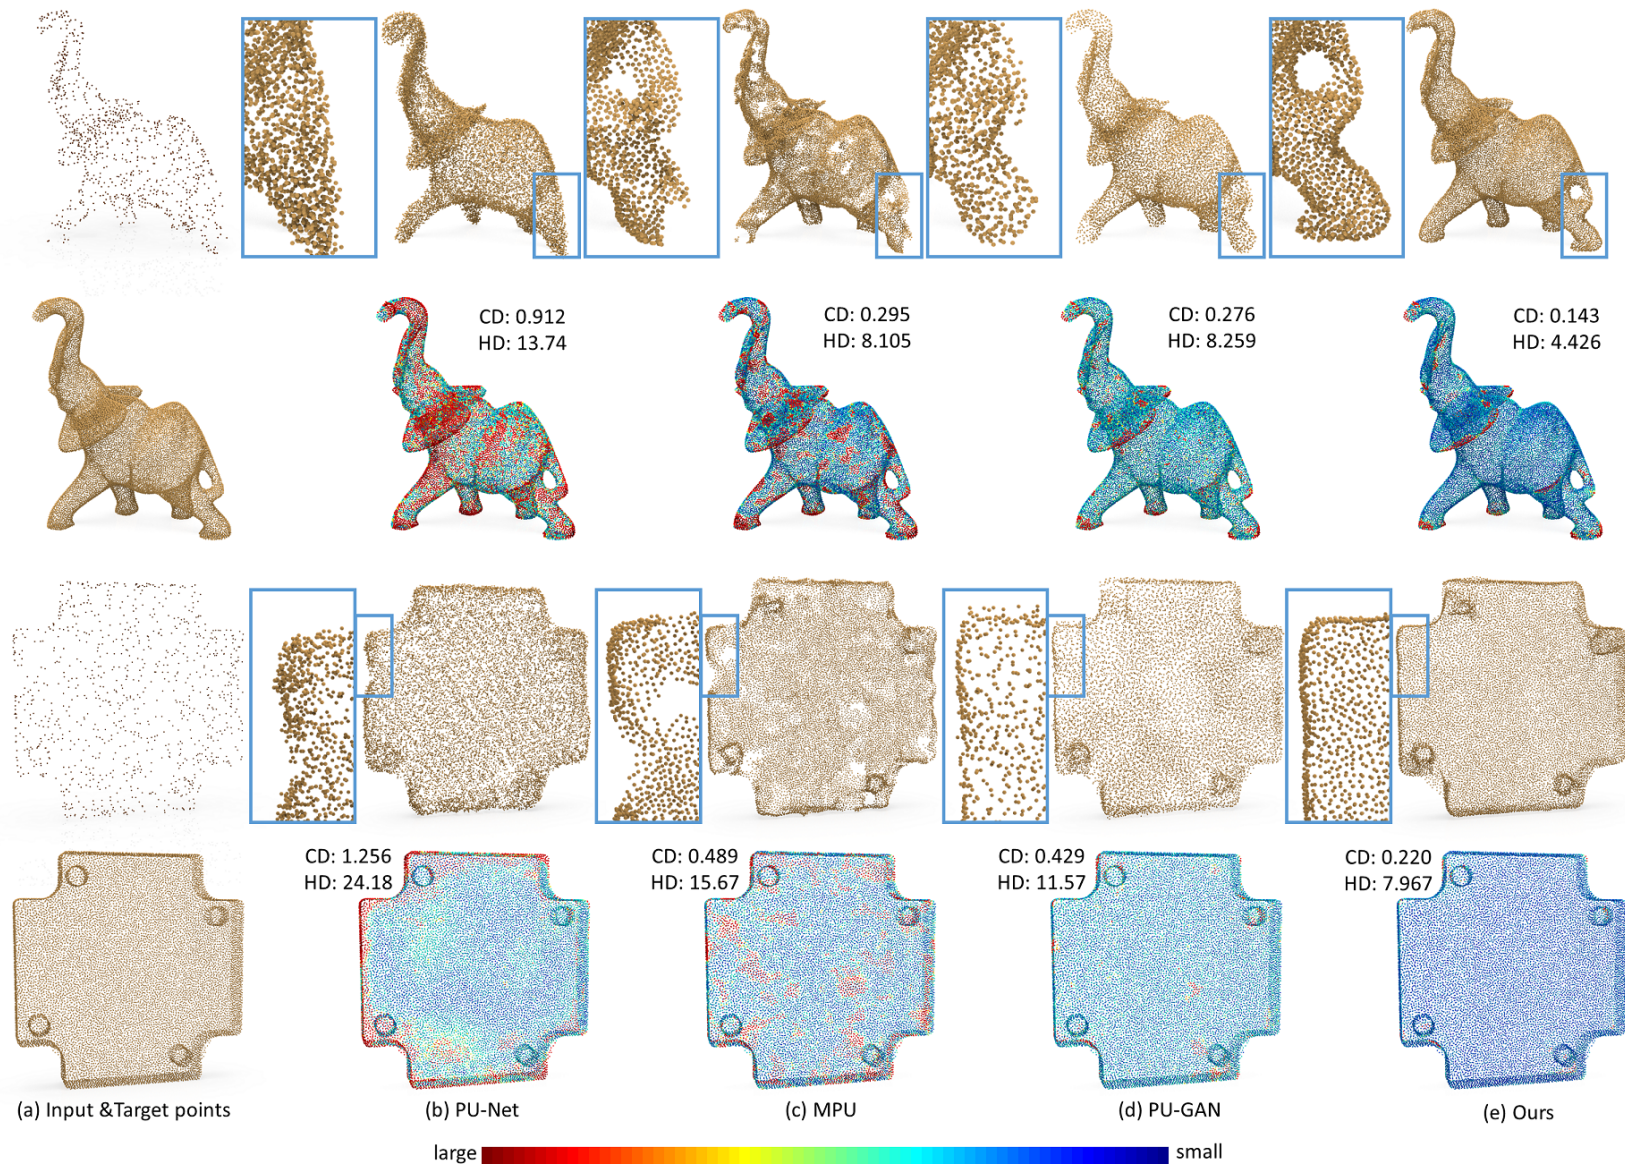 CD: 0.912
HD: 13.74
CD: 0.295
HD: 8.105
CD: 0.276
HD: 8.259
CD: 0.143
HD: 4.426
CD: 1.256
HD: 24.18
CD: 0.489
HD: 15.67
CD: 0.429
HD: 11.57
CD: 0.220
HD: 7.967
(a) Input &Target points
(b) PU-Net
(c) MPU
(d) PU-GAN
(e) Ours
large
small